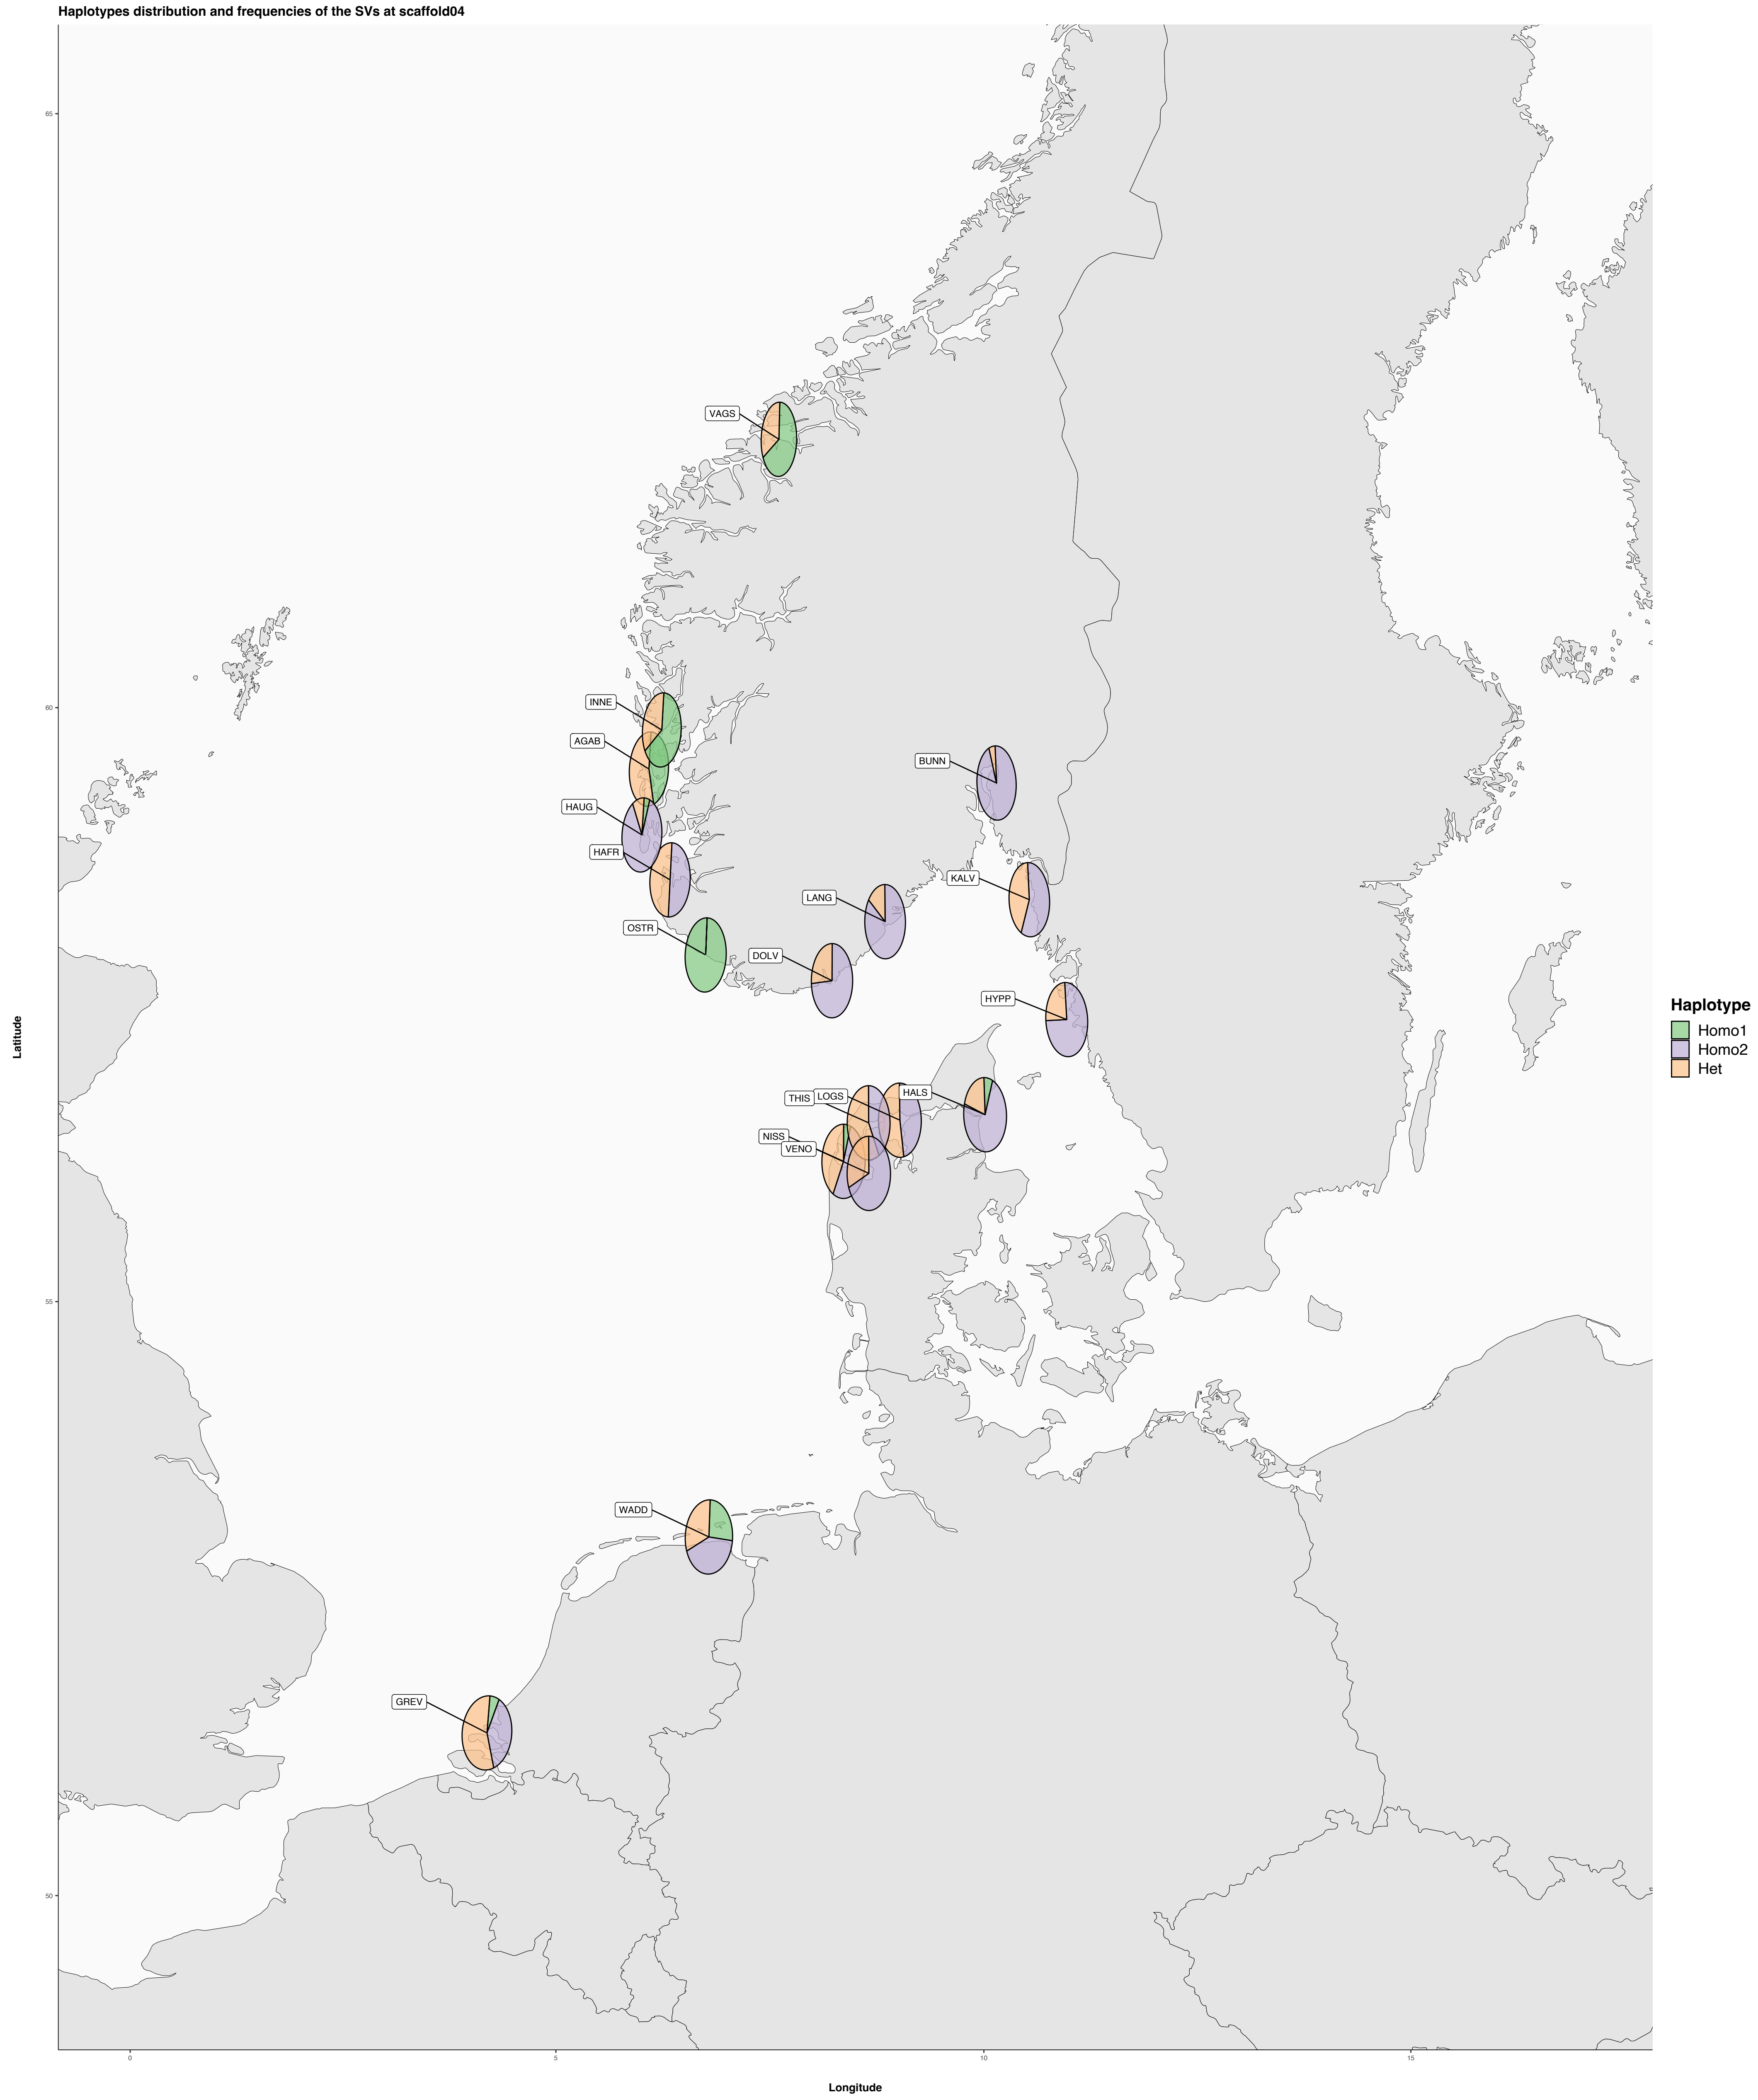 Haplotypes distribution and frequencies of the SVs at scaffold04
65
VAGS
60
INNE
AGAB
BUNN
HAUG
HAFR
KALV
LANG
OSTR
DOLV
HYPP
Latitude
Haplotype
Homo1
Homo2
Het
THIS
LOGS
HALS
NISS
VENO
55
WADD
GREV
50
0
5
10
15
Longitude